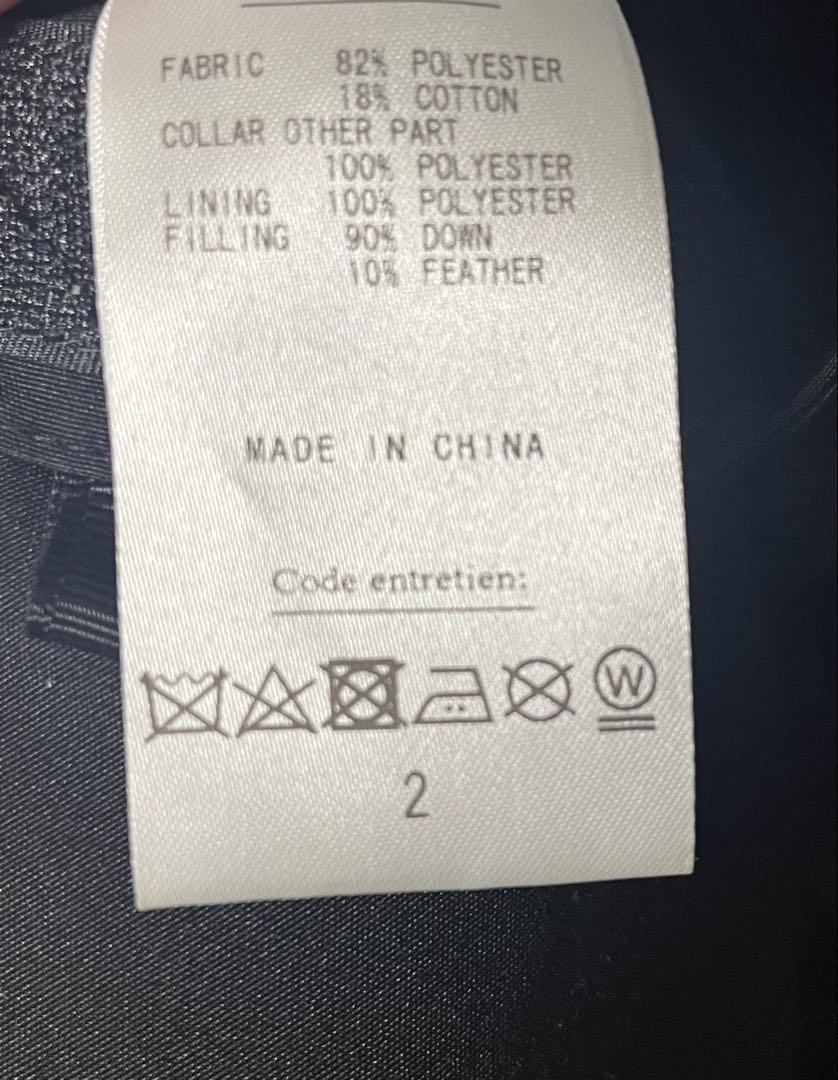 FABRIC 82% POLYESTER
18% COTTON
COLLAR OTHER PART
100% POLYESTER
LINING 100% POLYESTER
FILLING 90% DOWN
10% FEATHER
MADE IN CHINA
Code entretien:
W
2